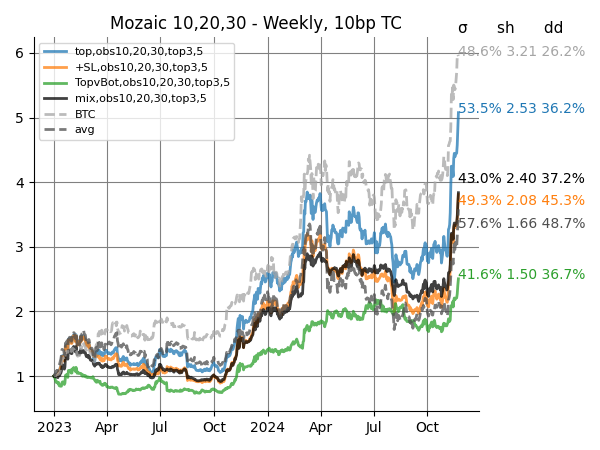 Mozaic 10,20,30 - Weekly, 10bp TC
σ sh dd
top,obs10,20,30,top3,5
+SL,obs10,20,30,top3,5
TopvBot,obs10,20,30,top3,5
mix,obs10,20,30,top3,5
BTC
avg
48.6% 3.21 26.2%
53.5% 2.53 36.2%
43.0% 2.40 37.2%
49.3% 2.08 45.3%
57.6% 1.66 48.7%
41.6% 1.50 36.7%
6
5
4
3
2
1
2023 Apr Jul Oct 2024 Apr Jul Oct